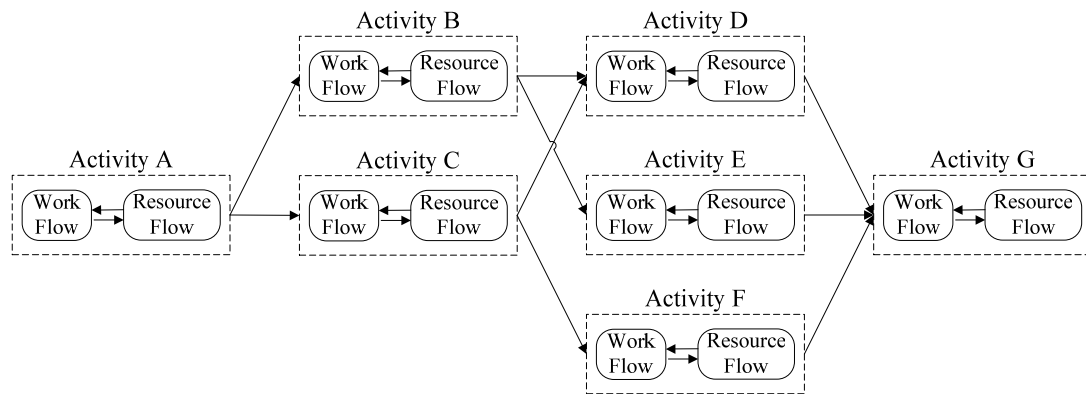 Activity A
Work
Flow
Resource
Flow
Activity B
Work
Flow
Resource
Flow
Activity C
Work
Flow
Resource
Flow
Activity D
Work
Flow
Resource
Flow
Activity E
Work
Flow
Resource
Flow
Activity F
Work
Flow
Resource
Flow
Activity G
Work
Flow
Resource
Flow